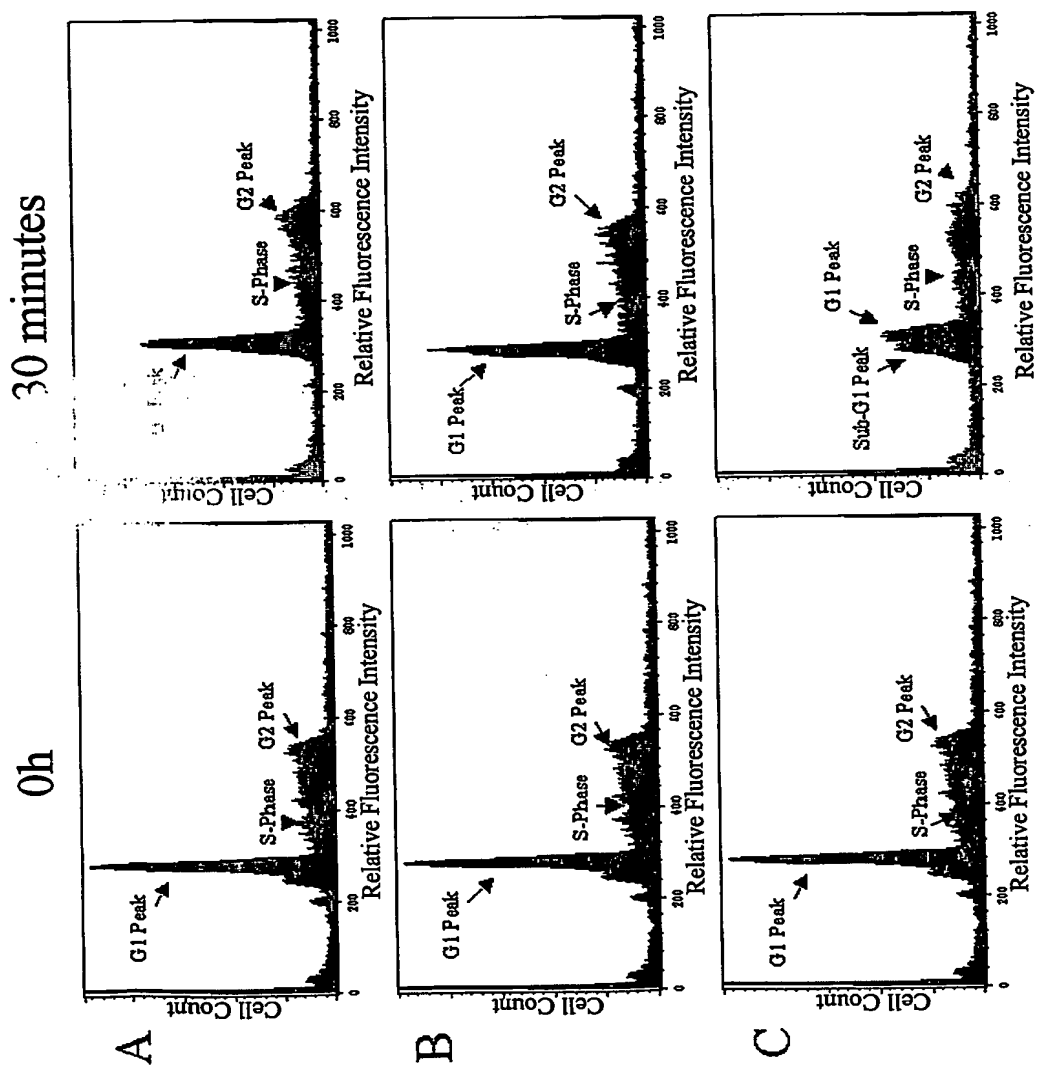 0h
30 minutes
A
Cell Count
G1 Peak
S-Phase
G2 Peak
0 200 400 600 800 1000
Relative Fluorescence Intensity
Cell Count
S-Phase
G2 Peak
0 200 400 600 800 1000
Relative Fluorescence Intensity
B
Cell Count
G1 Peak
S-Phase
G2 Peak
0 200 400 600 800 1000
Relative Fluorescence Intensity
Cell Count
G1 Peak
S-Phase
G2 Peak
0 200 400 600 800 1000
Relative Fluorescence Intensity
C
Cell Count
G1 Peak
S-Phase
G2 Peak
0 200 400 600 800 1000
Relative Fluorescence Intensity
Cell Count
Sub-G1 Peak
G1 Peak
S-Phase
G2 Peak
0 200 400 600 800 1000
Relative Fluorescence Intensity